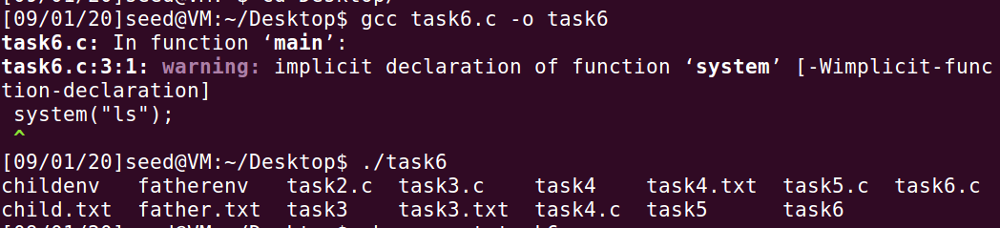 [09/01/20]seed@VM:~/Desktop$ gcc task6.c -o task6
task6.c: In function ‘main’:
task6.c:3:1: warning: implicit declaration of function ‘system’ [-Wimplicit-func
tion-declaration]
 system("ls");
 ^
[09/01/20]seed@VM:~/Desktop$ ./task6
childenv   fatherenv   task2.c  task3.c    task4    task4.txt  task5.c  task6.c
child.txt  father.txt  task3    task3.txt  task4.c  task5      task6